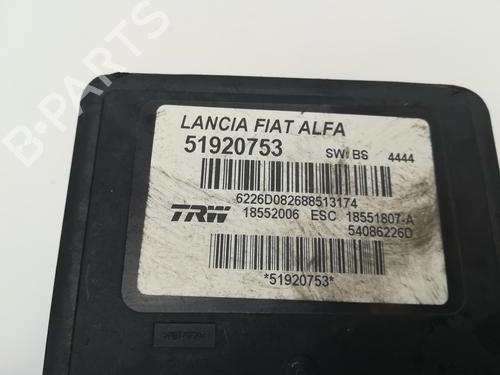 LANCIA FIAT ALFA
51920753 SW: BS 4444
6226D082688513174
TRW 18552006 ESC 18551807-A
54086226D
*51920753*
B-PARTS